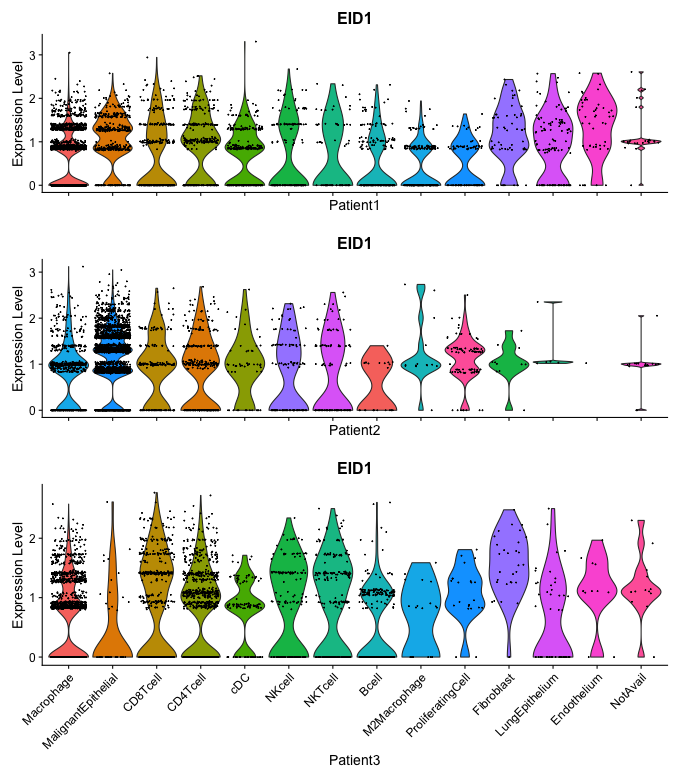 EID1
Expression Level
3
2
1
0
Patient1
EID1
Expression Level
3
2
1
0
Patient2
EID1
Expression Level
2
1
0
Macrophage
MalignantEpithelial
CD8Tcell
CD4Tcell
cDC
NKcell
NKTcell
Bcell
M2Macrophage
ProliferatingCell
Fibroblast
LungEpithelium
Endothelium
NotAvail
Patient3